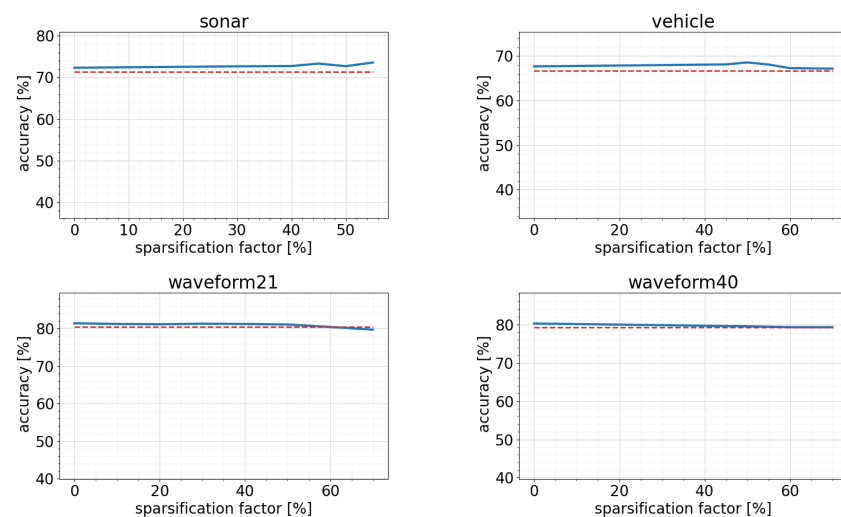 sonar
accuracy [%]
80
70
60
50
40
0 10 20 30 40 50
sparsification factor [%]
vehicle
accuracy [%]
70
60
50
40
0 20 40 60
sparsification factor [%]
waveform21
accuracy [%]
80
70
60
50
40
0 20 40 60
sparsification factor [%]
waveform40
accuracy [%]
80
70
60
50
40
0 20 40 60
sparsification factor [%]